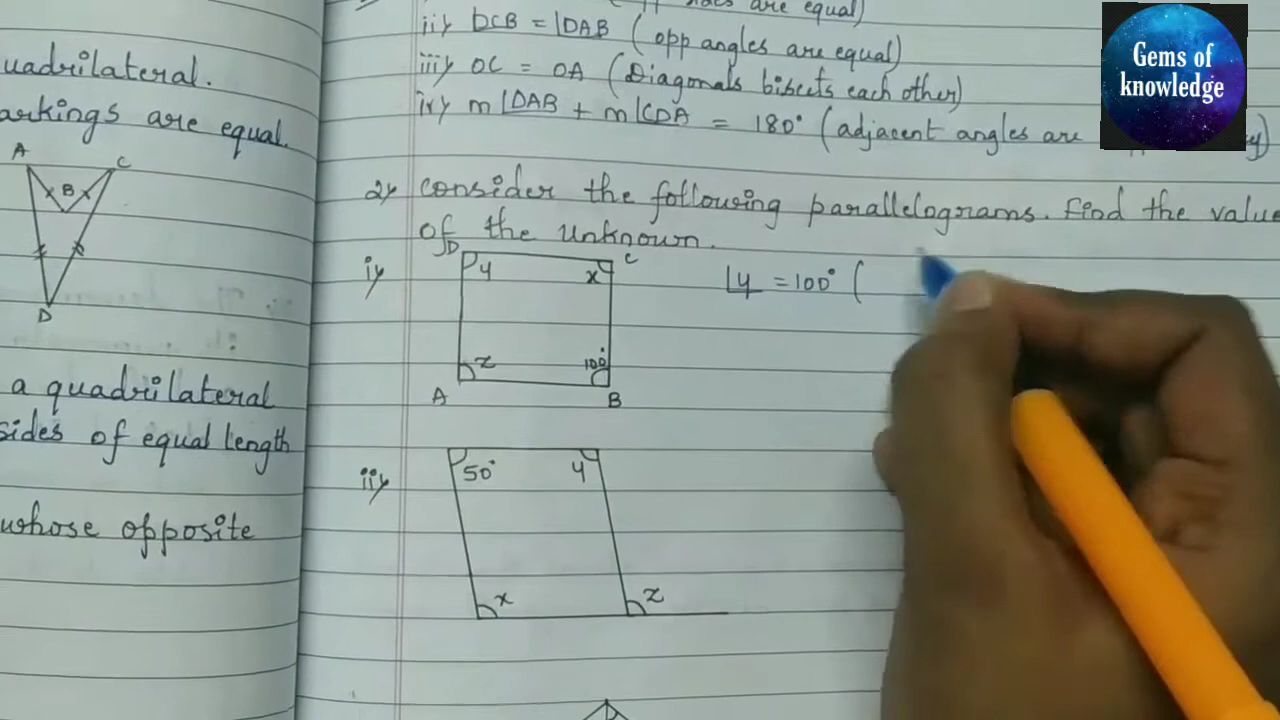 uadrilateral.
arkings are equal.
A
C
B
D
a quadrilateral
sides of equal length
whose opposite
are equal)
ii) DCB = ∠DAB (opp angles are equal)
iii) OC = OA (Diagonals bisects each other)
iv) m∠DAB + m∠CDA = 180° (adjacent angles are
2) Consider the following parallelograms. Find the value
of the unknown.
i)
D
C
y
x
z
100°
A
B
∠y = 100° (
ii)
50°
y
x
z
Gems of
knowledge